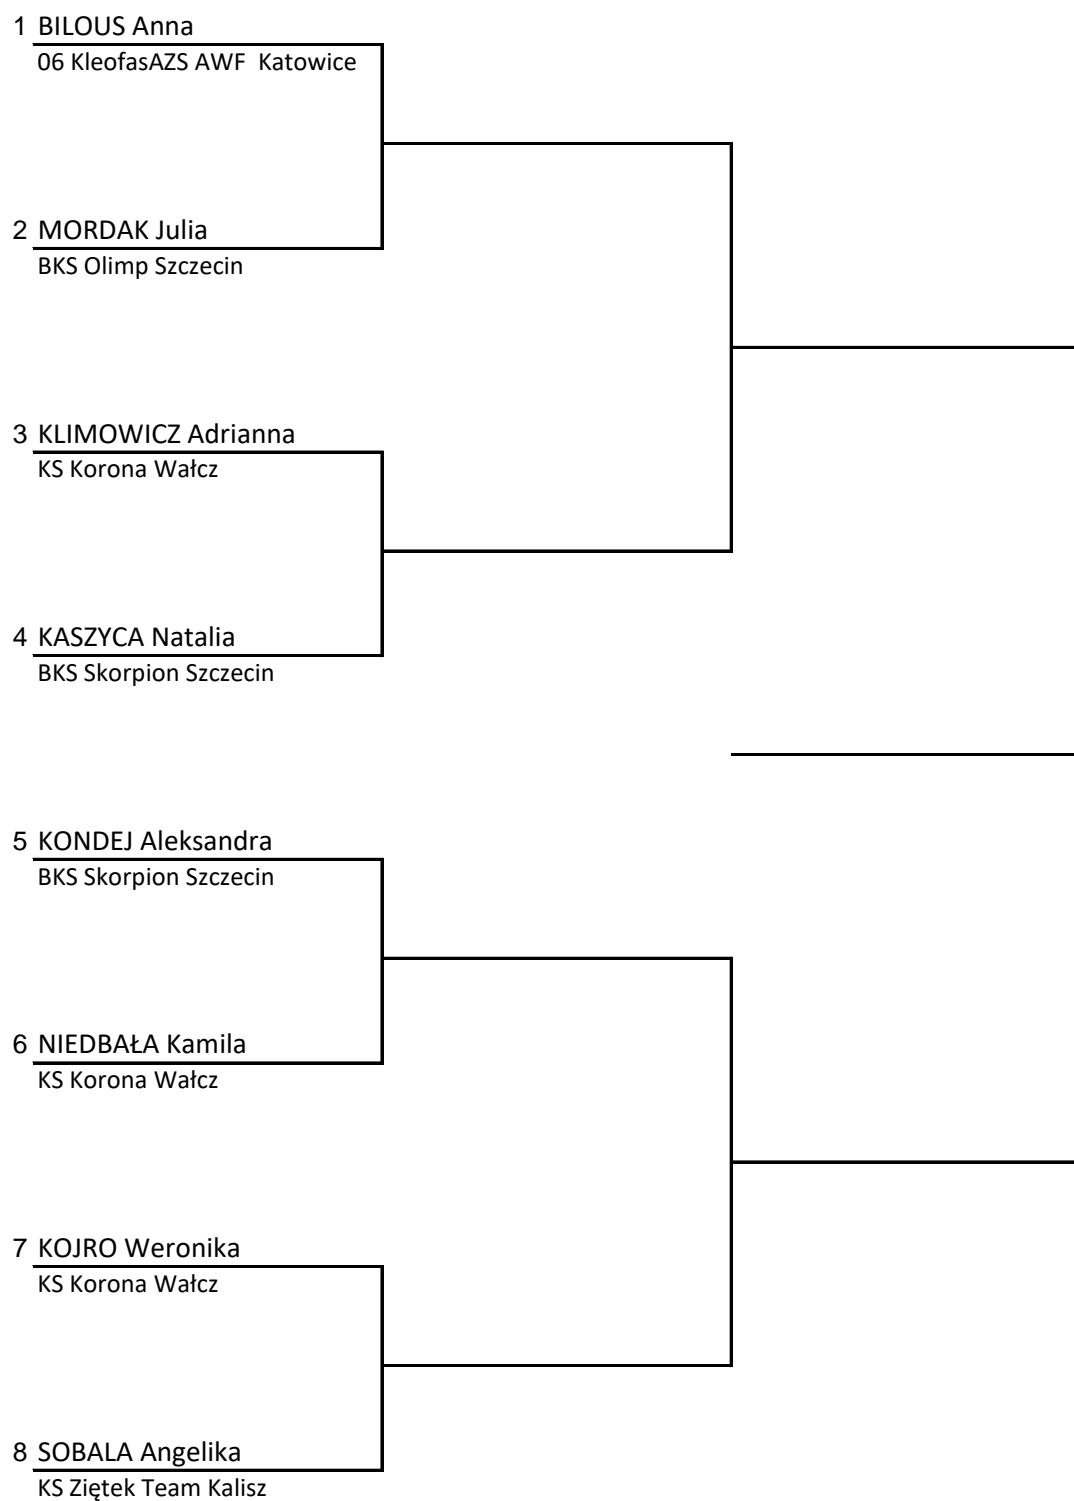 1 BILOUS Anna
06 KleofasAZS AWF  Katowice
2 MORDAK Julia
BKS Olimp Szczecin
3 KLIMOWICZ Adrianna
KS Korona Wałcz
4 KASZYCA Natalia
BKS Skorpion Szczecin
5 KONDEJ Aleksandra
BKS Skorpion Szczecin
6 NIEDBAŁA Kamila
KS Korona Wałcz
7 KOJRO Weronika
KS Korona Wałcz
8 SOBALA Angelika
KS Ziętek Team Kalisz